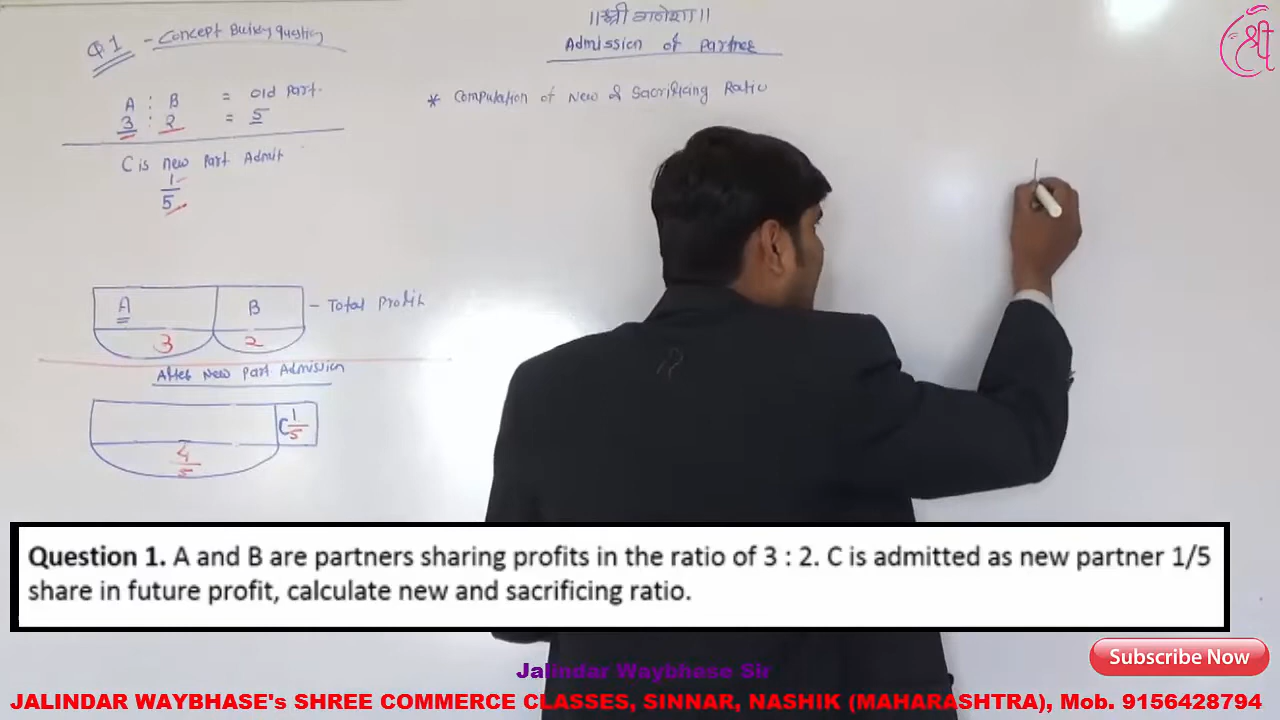 ||श्री गणेशा||
Admission of Partner
* Computation of New & Sacrificing Ratio
Q.1 - Concept Buildng question
A : B = Old Part.
3 : 2 = 5
C is new Part Admit
1
5
A B - Total Profit
3 2
After New Part Admission
C 1/5
4/5
श्री
Question 1. A and B are partners sharing profits in the ratio of 3 : 2. C is admitted as new partner 1/5
share in future profit, calculate new and sacrificing ratio.
Subscribe Now
Jalindar Waybhase Sir
JALINDAR WAYBHASE's SHREE COMMERCE CLASSES, SINNAR, NASHIK (MAHARASHTRA), Mob. 9156428794